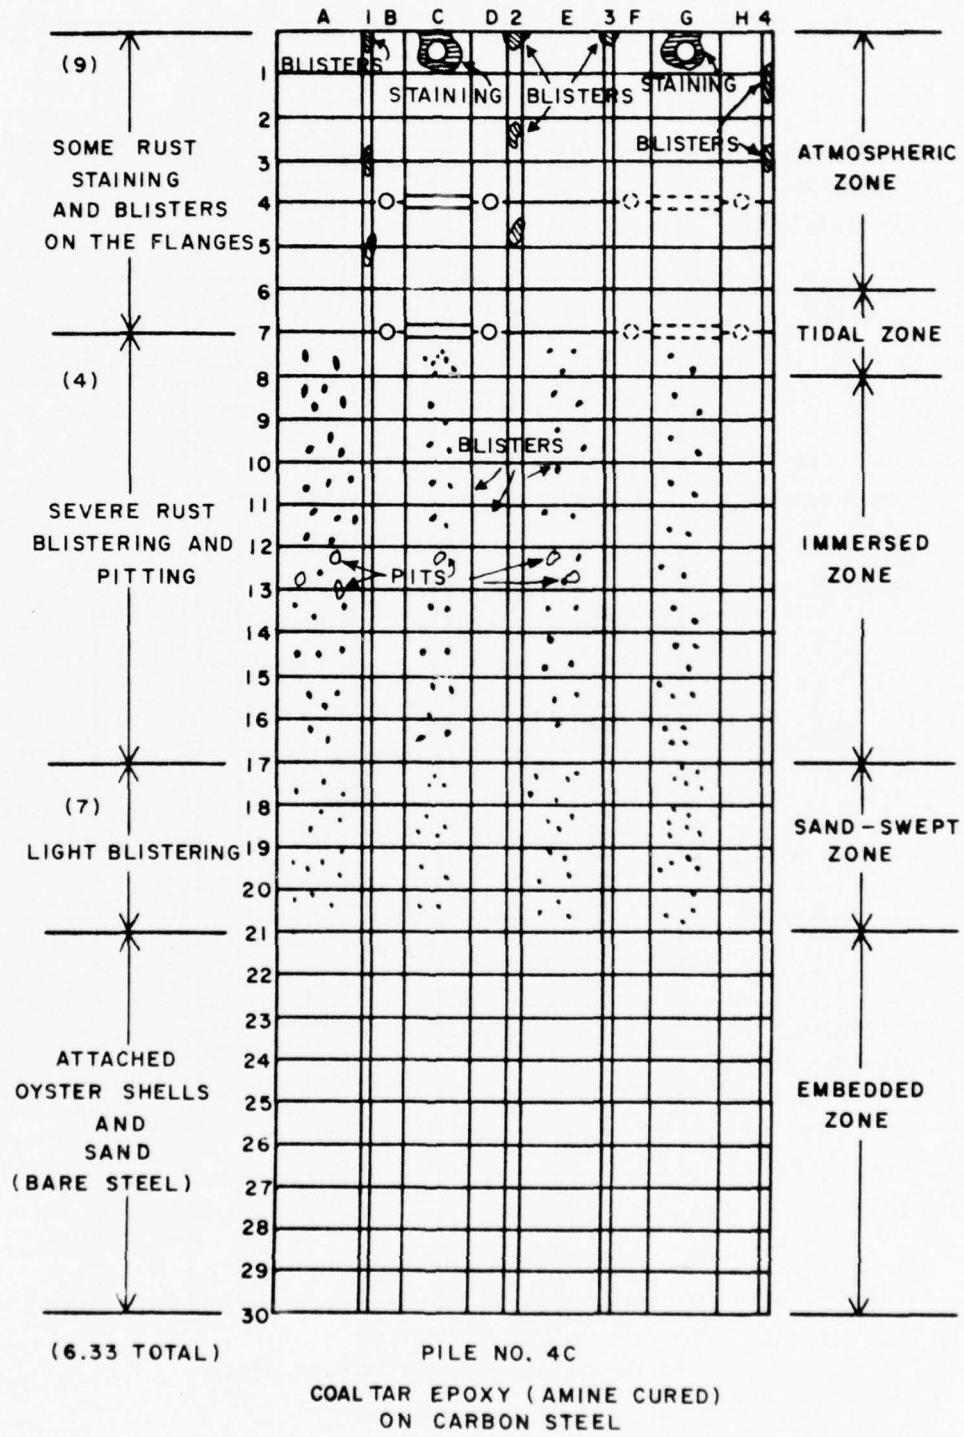 A 1 B C D 2 E 3 F G H 4
(9)
BLISTERS
STAINING
BLISTERS
STAINING
BLISTERS
SOME RUST
STAINING
AND BLISTERS
ON THE FLANGES
ATMOSPHERIC
ZONE
1
2
3
4
5
6
7
TIDAL ZONE
(4)
8
9
BLISTERS
10
11
12
PITS
13
14
15
16
17
SEVERE RUST
BLISTERING AND
PITTING
IMMERSED
ZONE
(7)
18
LIGHT BLISTERING
19
SAND-SWEPT
ZONE
20
21
22
23
24
25
26
27
28
29
30
ATTACHED
OYSTER SHELLS
AND
SAND
(BARE STEEL)
EMBEDDED
ZONE
(6.33 TOTAL)
PILE NO. 4C
COAL TAR EPOXY (AMINE CURED)
ON CARBON STEEL